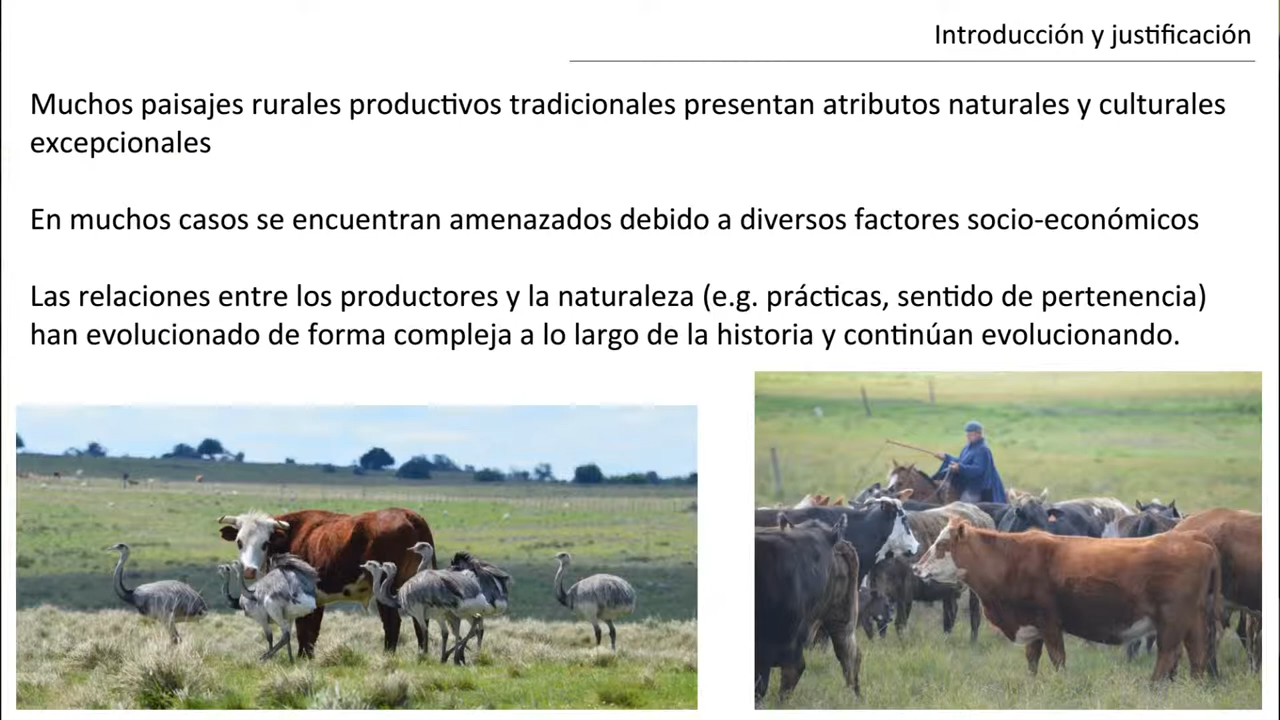 Introducción y justificación
Muchos paisajes rurales productivos tradicionales presentan atributos naturales y culturales
excepcionales
En muchos casos se encuentran amenazados debido a diversos factores socio-económicos
Las relaciones entre los productores y la naturaleza (e.g. prácticas, sentido de pertenencia)
han evolucionado de forma compleja a lo largo de la historia y continúan evolucionando.